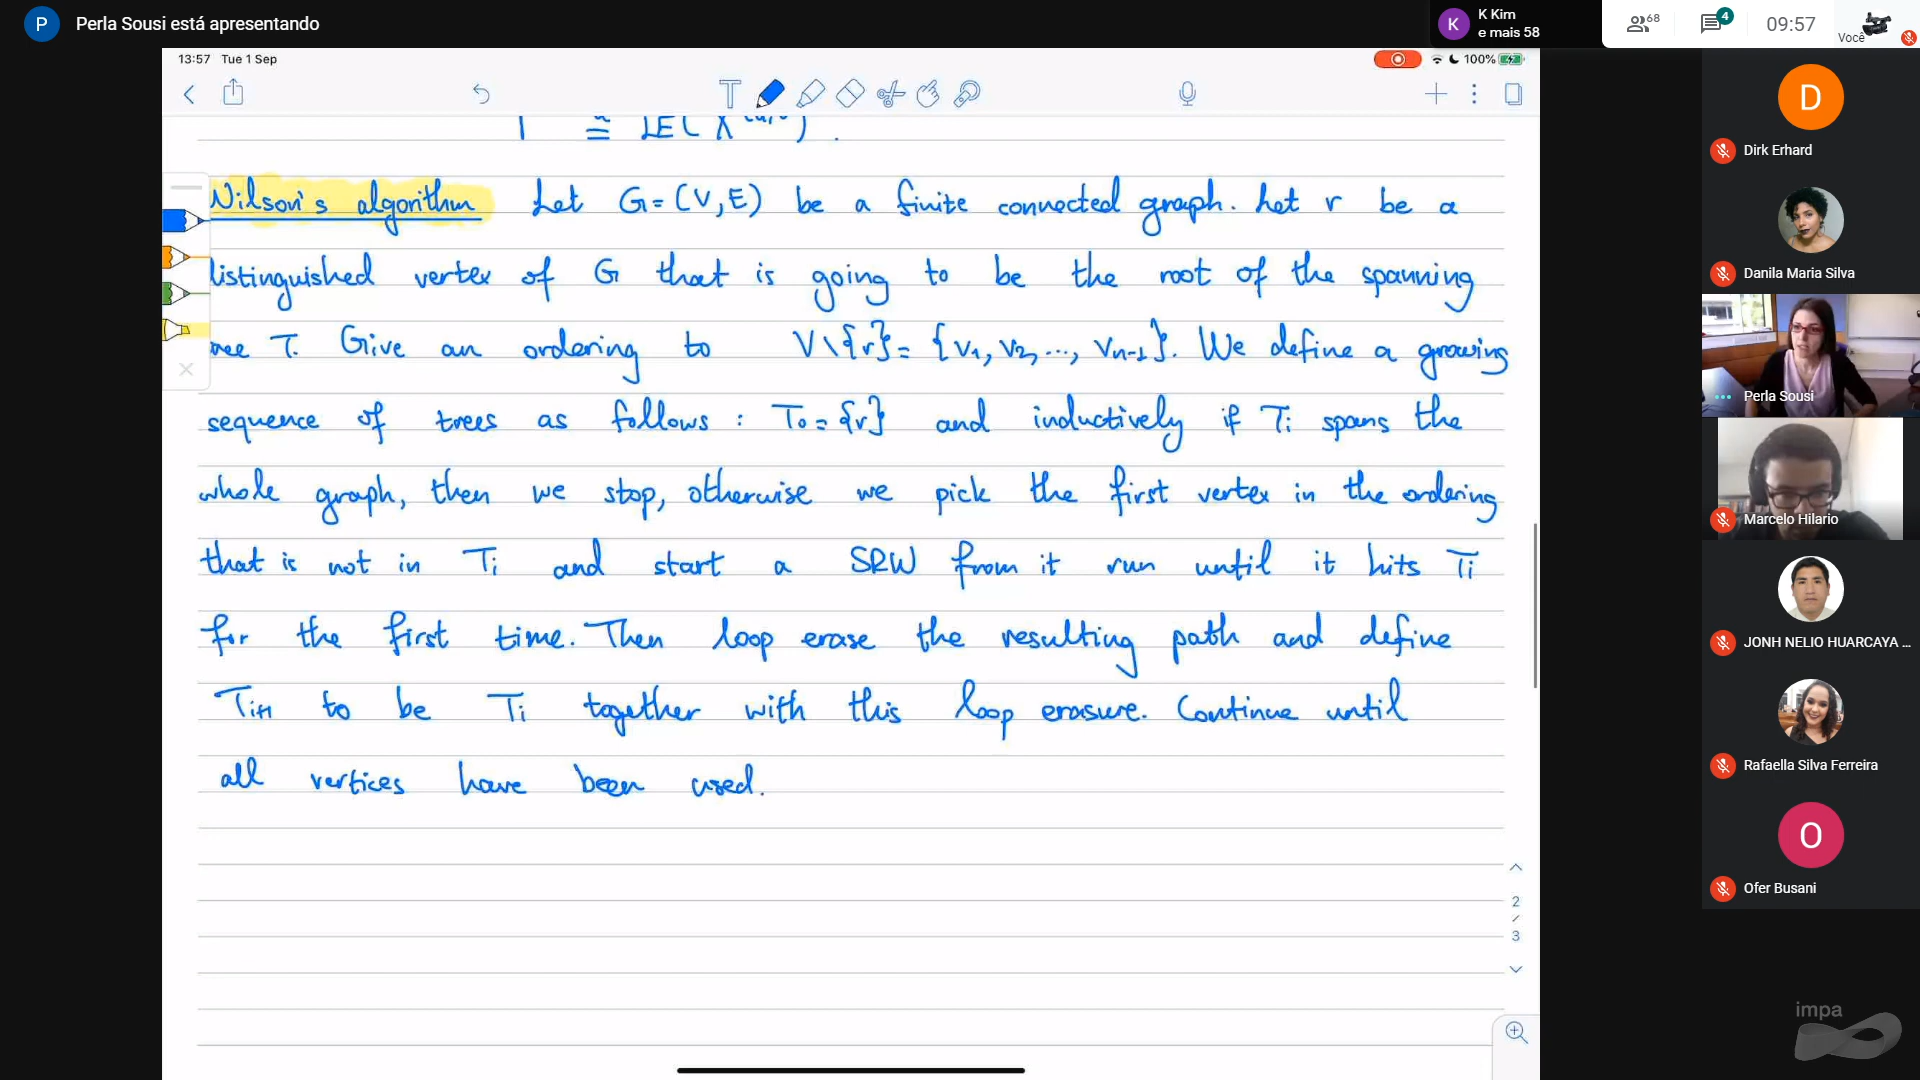 P
Perla Sousi está apresentando
K
K Kim
e mais 58
68
4
09:57
Você
13:57 Tue 1 Sep
100%
≅ LE( X
Wilson's algorithm Let G=(V,E) be a finite connected graph. Let r be a
distinguished vertex of G that is going to be the root of the spanning
tree T. Give an ordering to V\{r}={v1, v2, ..., vn-1}. We define a growing
sequence of trees as follows: T0={r} and inductively if Ti spans the
whole graph, then we stop, otherwise we pick the first vertex in the ordering
that is not in Ti and start a SRW from it run until it hits Ti
for the first time. Then loop erase the resulting path and define
Ti+1 to be Ti together with this loop erasure. Continue until
all vertices have been used.
2
/
3
D
Dirk Erhard
Danila Maria Silva
Perla Sousi
Marcelo Hilario
JONH NELIO HUARCAYA ...
Rafaella Silva Ferreira
O
Ofer Busani
impa